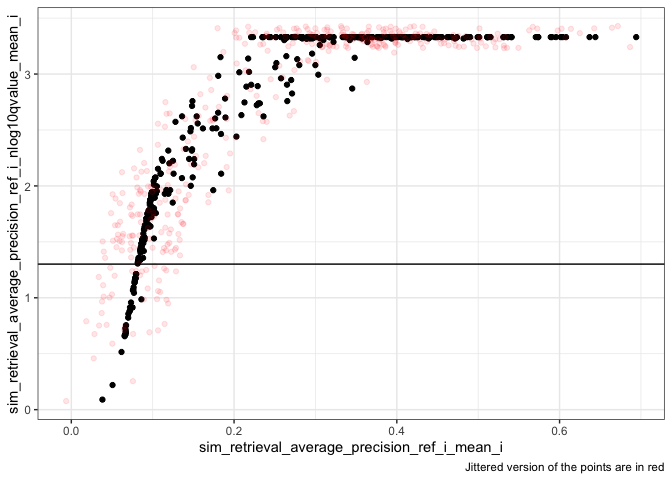 sim_retrieval_average_precision_ref_i_nlog10qvalue_mean_i
3
2
1
0
0.0
0.2
0.4
0.6
sim_retrieval_average_precision_ref_i_mean_i
Jittered version of the points are in red